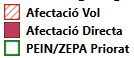 Afectació Vol
Afectació Directa
PEIN/ZEPA Priorat